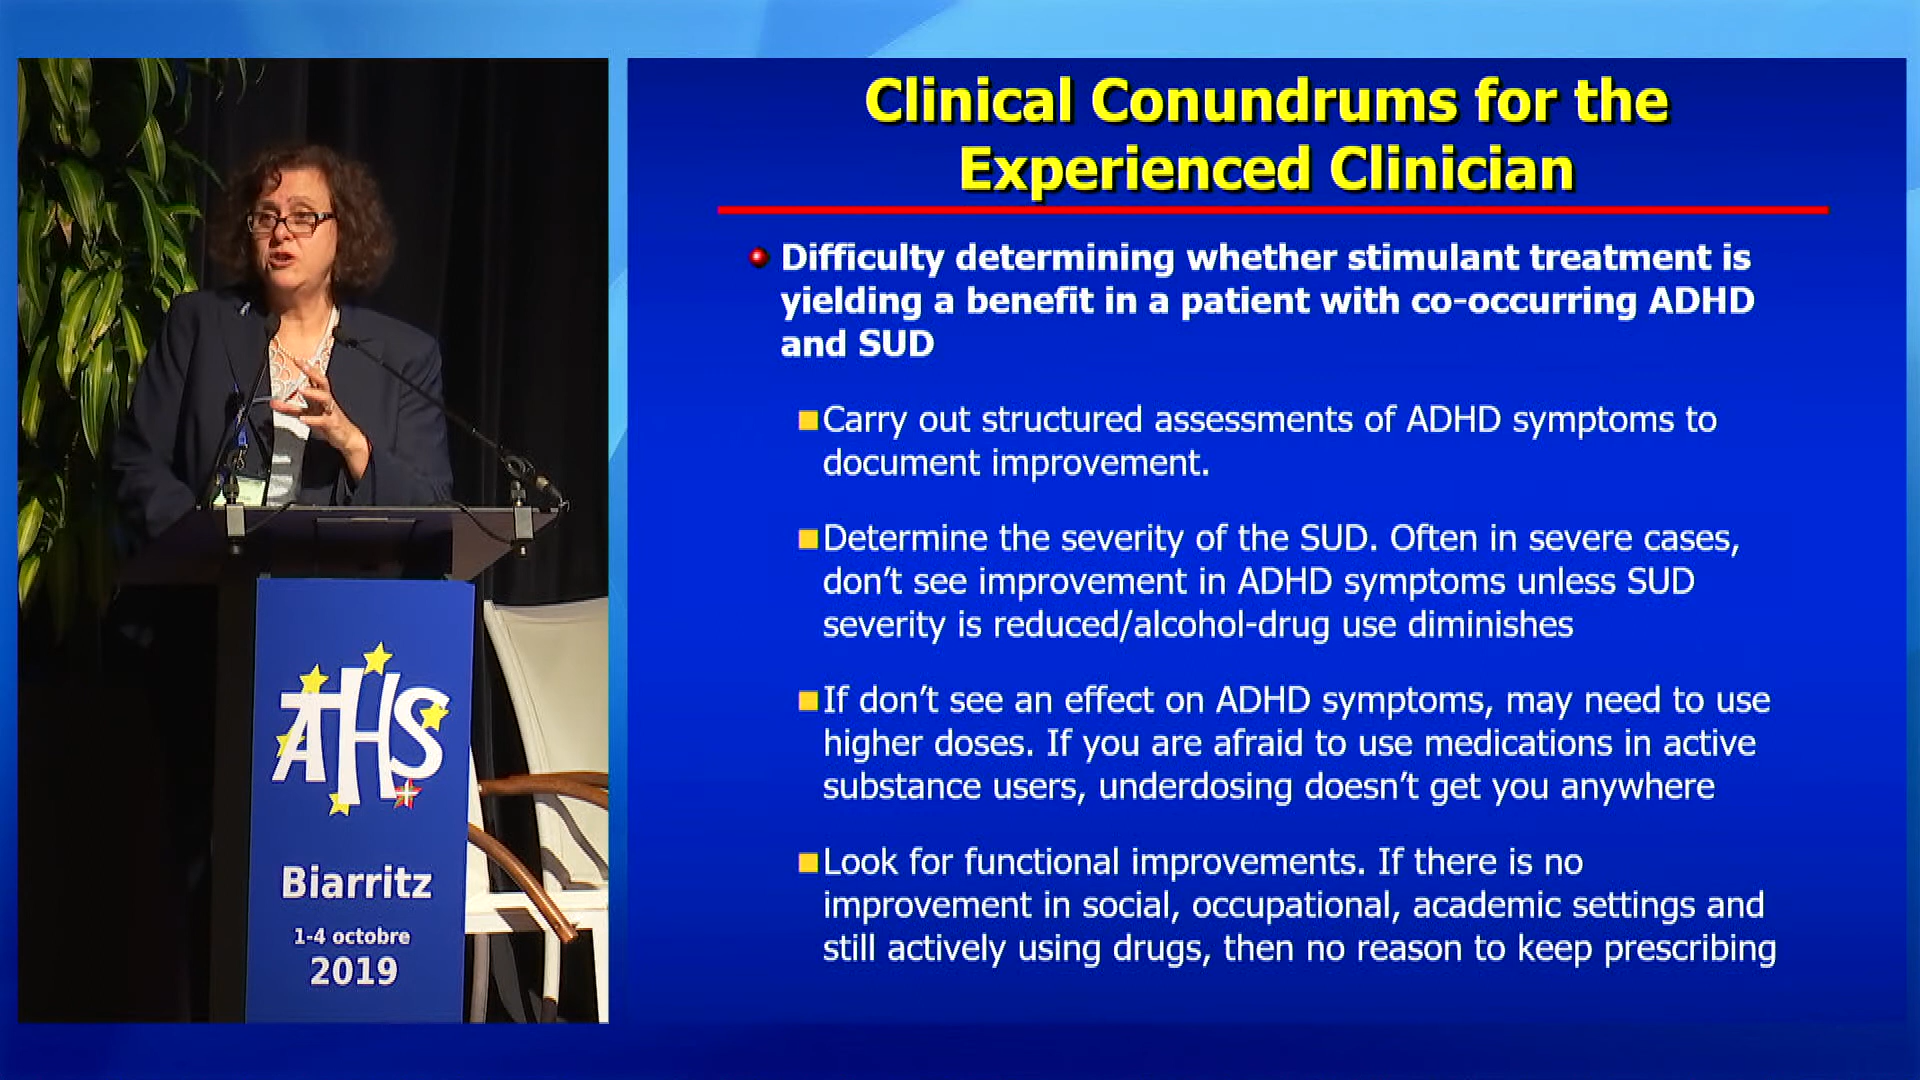 Clinical Conundrums for the
Experienced Clinician
Difficulty determining whether stimulant treatment is
yielding a benefit in a patient with co-occurring ADHD
and SUD
Carry out structured assessments of ADHD symptoms to
document improvement.
Determine the severity of the SUD. Often in severe cases,
don't see improvement in ADHD symptoms unless SUD
severity is reduced/alcohol-drug use diminishes
If don't see an effect on ADHD symptoms, may need to use
higher doses. If you are afraid to use medications in active
substance users, underdosing doesn't get you anywhere
Look for functional improvements. If there is no
improvement in social, occupational, academic settings and
still actively using drugs, then no reason to keep prescribing
ATHS
Biarritz
1-4 octobre
2019